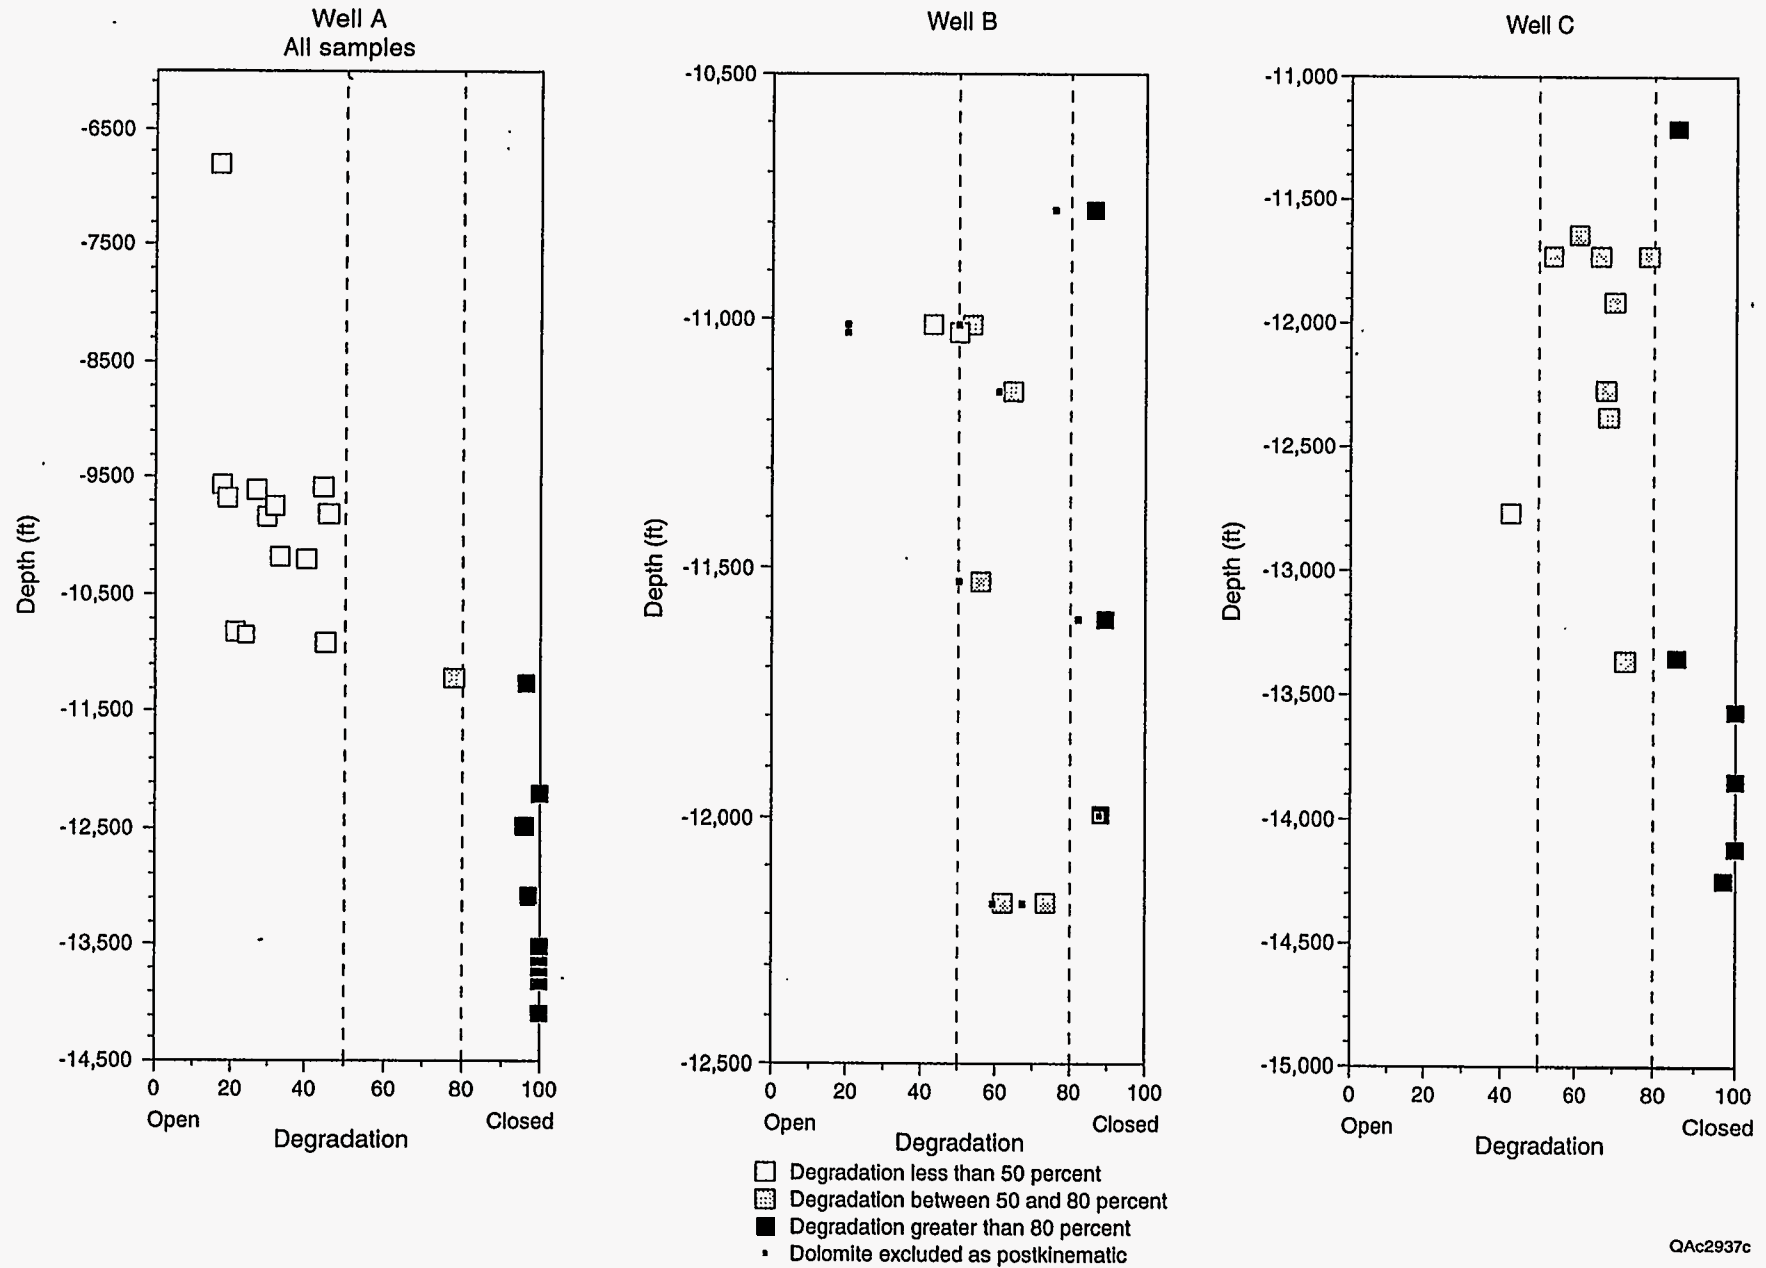 Well A
All samples
-6500
-7500
-8500
-9500
-10,500
-11,500
-12,500
-13,500
-14,500
Depth (ft)
0 20 40 60 80 100
Open Closed
Degradation
Well B
-10,500
-11,000
-11,500
-12,000
-12,500
Depth (ft)
0 20 40 60 80 100
Open Closed
Degradation
Well C
-11,000
-11,500
-12,000
-12,500
-13,000
-13,500
-14,000
-14,500
-15,000
Depth (ft)
0 20 40 60 80 100
Open Closed
Degradation
Degradation less than 50 percent
Degradation between 50 and 80 percent
Degradation greater than 80 percent
Dolomite excluded as postkinematic
QAc2937c